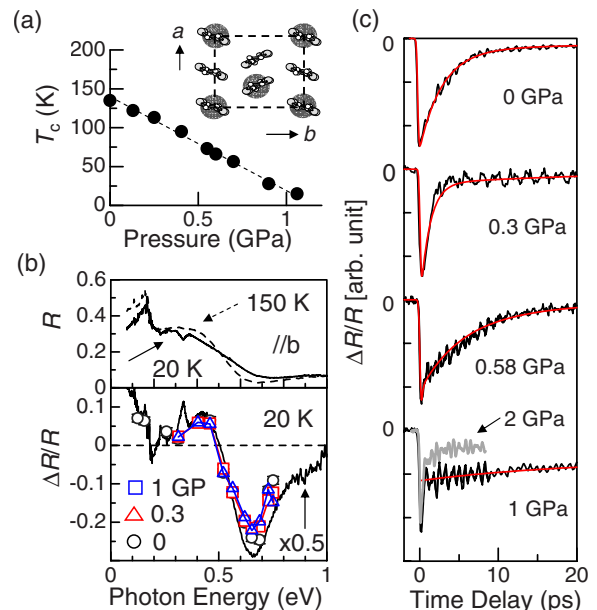 (a)
a
b
200
150
100
50
0
T_c (K)
0
0.5
1
Pressure (GPa)
(b)
0.6
0.4
0.2
0.0
R
150 K
20 K
//b
0.1
0
-0.1
-0.2
ΔR/R
20 K
1 GP
0.3
0
x0.5
0
0.5
1
Photon Energy (eV)
(c)
0
0 GPa
0
0.3 GPa
0
0.58 GPa
0
2 GPa
1 GPa
ΔR/R [arb. unit]
0
10
20
Time Delay (ps)